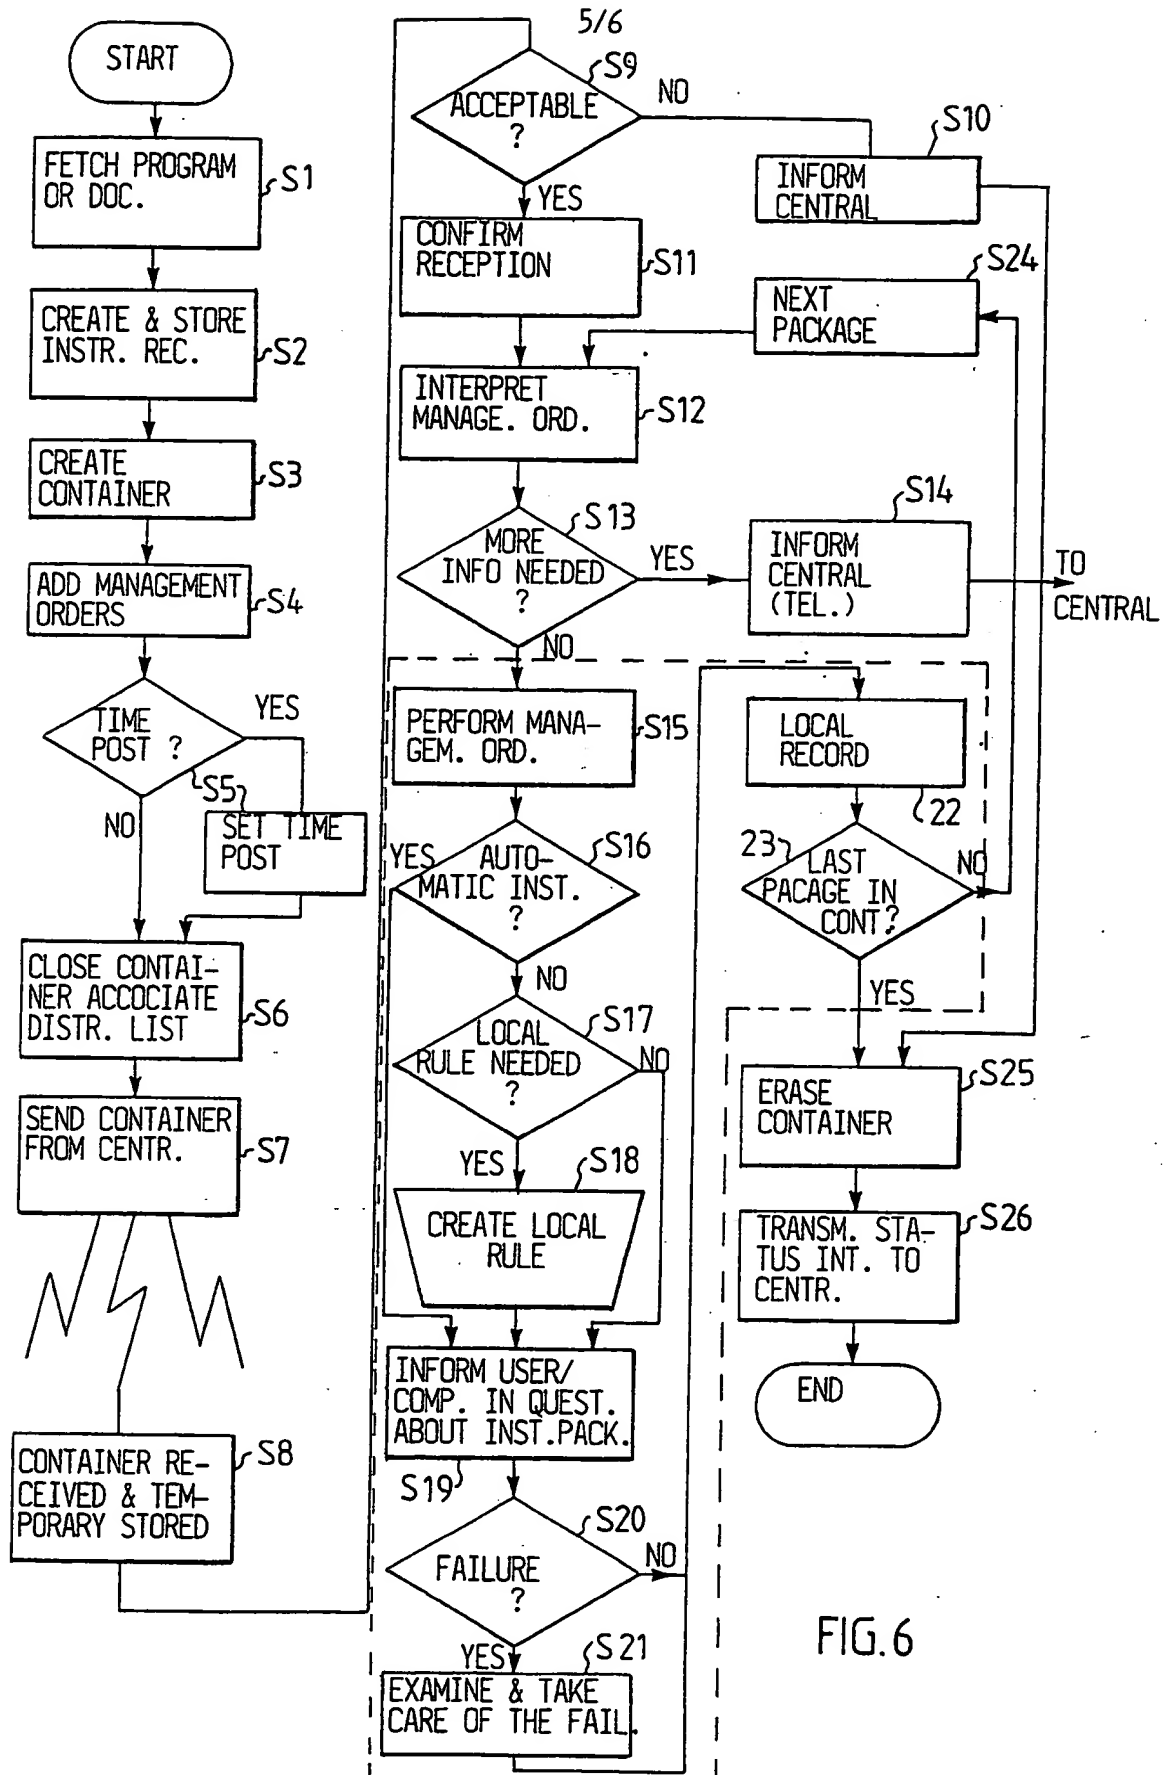 5/6
START
FETCH PROGRAM
OR DOC.
S1
CREATE & STORE
INSTR. REC.
S2
CREATE
CONTAINER
S3
ADD MANAGEMENT
ORDERS
S4
TIME
POST ?
YES
S5
NO
SET TIME
POST
CLOSE CONTAI-
NER ACCOCIATE
DISTR. LIST
S6
SEND CONTAINER
FROM CENTR.
S7
CONTAINER RE-
CEIVED & TEM-
PORARY STORED
S8
ACCEPTABLE
?
S9
NO
YES
INFORM
CENTRAL
S10
CONFIRM
RECEPTION
S11
NEXT
PACKAGE
S24
INTERPRET
MANAGE. ORD.
S12
MORE
INFO NEEDED
?
S13
YES
NO
INFORM
CENTRAL
(TEL.)
S14
TO
CENTRAL
PERFORM MANA-
GEM. ORD.
S15
AUTO-
MATIC INST.
?
S16
YES
NO
LOCAL
RULE NEEDED
?
S17
NO
YES
CREATE LOCAL
RULE
S18
INFORM USER/
COMP. IN QUEST.
ABOUT INST.PACK.
S19
FAILURE
?
S20
NO
YES
EXAMINE & TAKE
CARE OF THE FAIL.
S21
LOCAL
RECORD
22
LAST
PACAGE IN
CONT?
23
NO
YES
ERASE
CONTAINER
S25
TRANSM. STA-
TUS INT. TO
CENTR.
S26
END
FIG.6